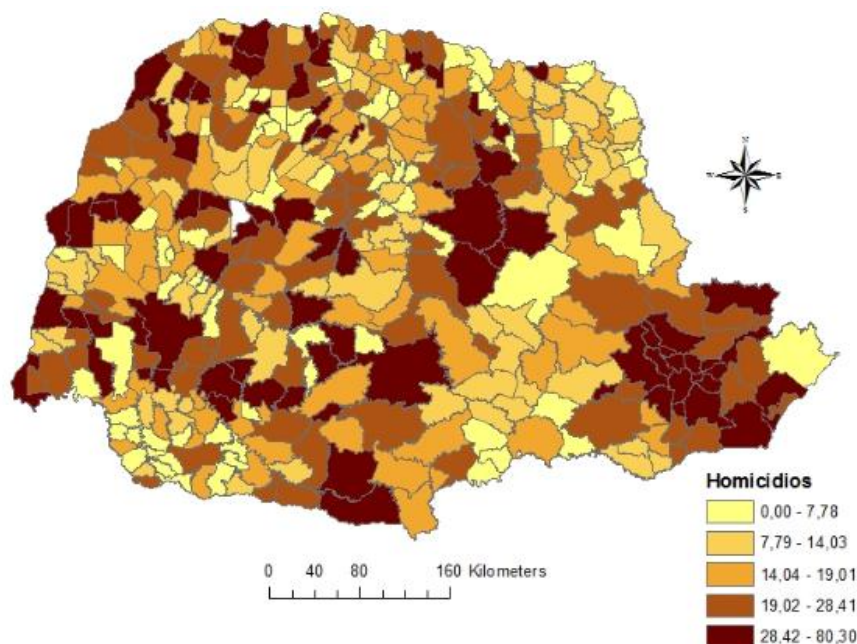 N
W
E
S
Homicídios
0,00 - 7,78
7,79 - 14,03
14,04 - 19,01
19,02 - 28,41
28,42 - 80,30
0 40 80 160 Kilometers